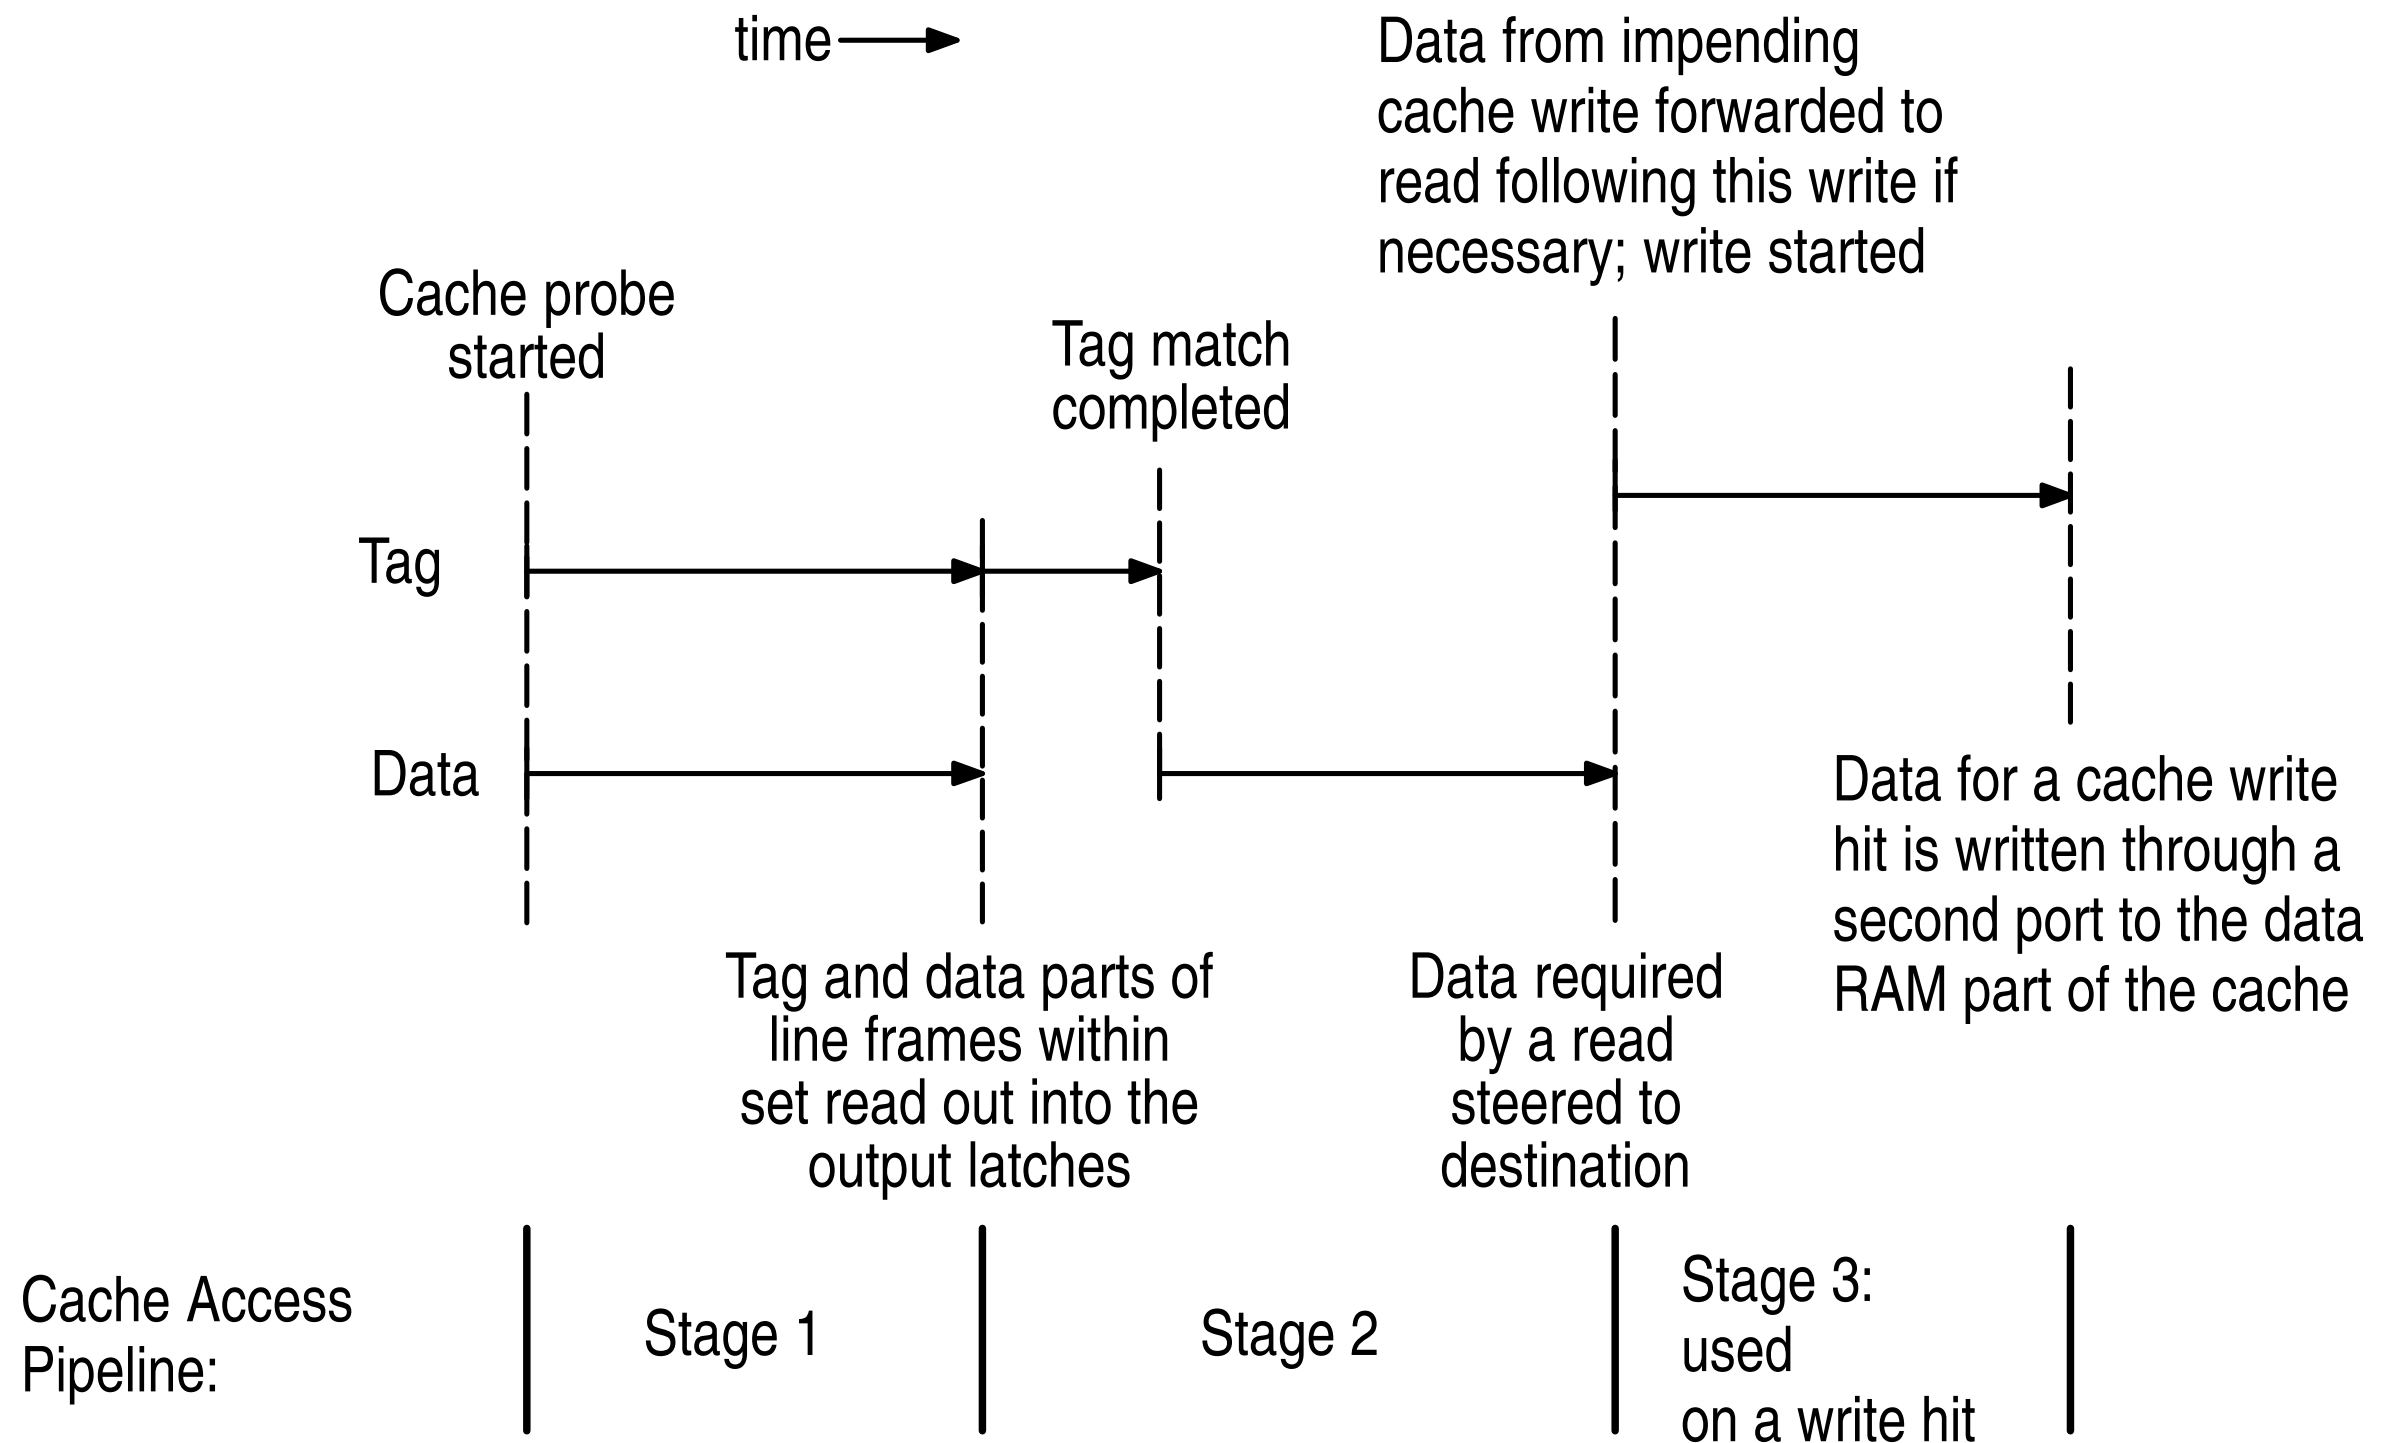 time
Data from impending
cache write forwarded to
read following this write if
necessary; write started
Cache probe
started
Tag match
completed
Tag
Data
Data for a cache write
hit is written through a
second port to the data
RAM part of the cache
Tag and data parts of
line frames within
set read out into the
output latches
Data required
by a read
steered to
destination
Cache Access
Pipeline:
Stage 1
Stage 2
Stage 3:
used
on a write hit